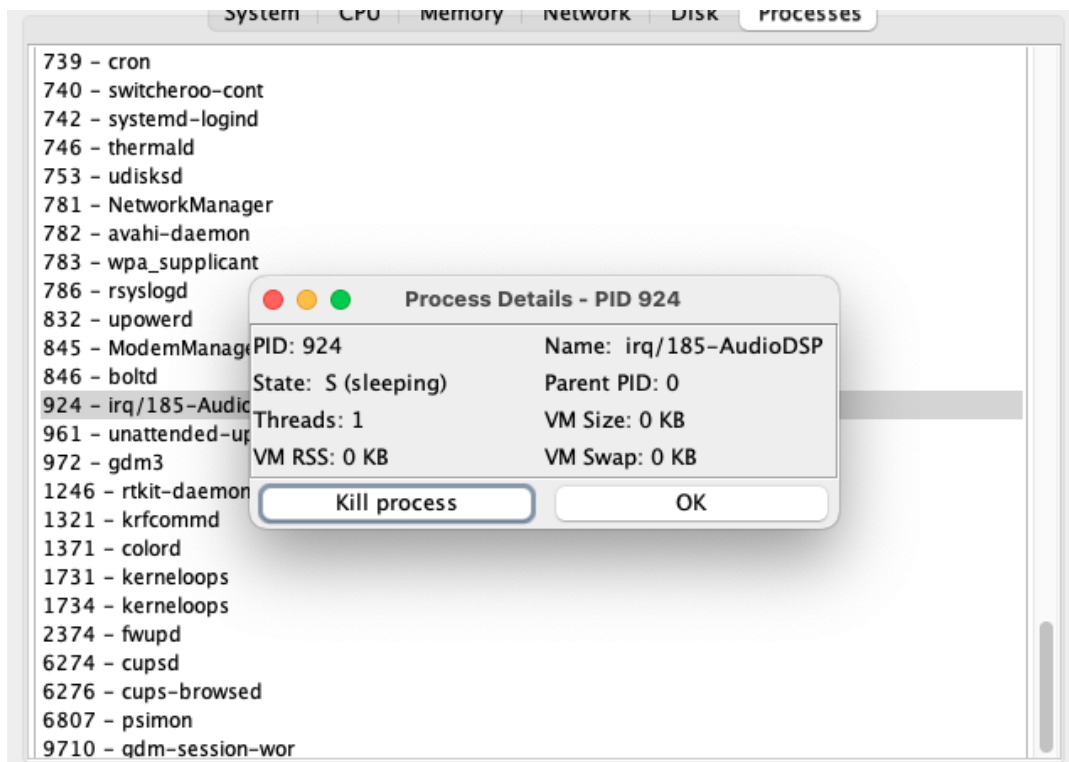 System CPU Memory Network Disk Processes
739 – cron
740 – switcheroo-cont
742 – systemd-logind
746 – thermald
753 – udisksd
781 – NetworkManager
782 – avahi-daemon
783 – wpa_supplicant
786 – rsyslogd
832 – upowerd
845 – ModemManage
846 – boltd
924 – irq/185-Audio
961 – unattended-up
972 – gdm3
1246 – rtkit-daemon
1321 – krfcommd
1371 – colord
1731 – kerneloops
1734 – kerneloops
2374 – fwupd
6274 – cupsd
6276 – cups-browsed
6807 – psimon
9710 – gdm-session-wor
Process Details - PID 924
PID: 924 Name: irq/185-AudioDSP
State: S (sleeping) Parent PID: 0
Threads: 1 VM Size: 0 KB
VM RSS: 0 KB VM Swap: 0 KB
Kill process OK